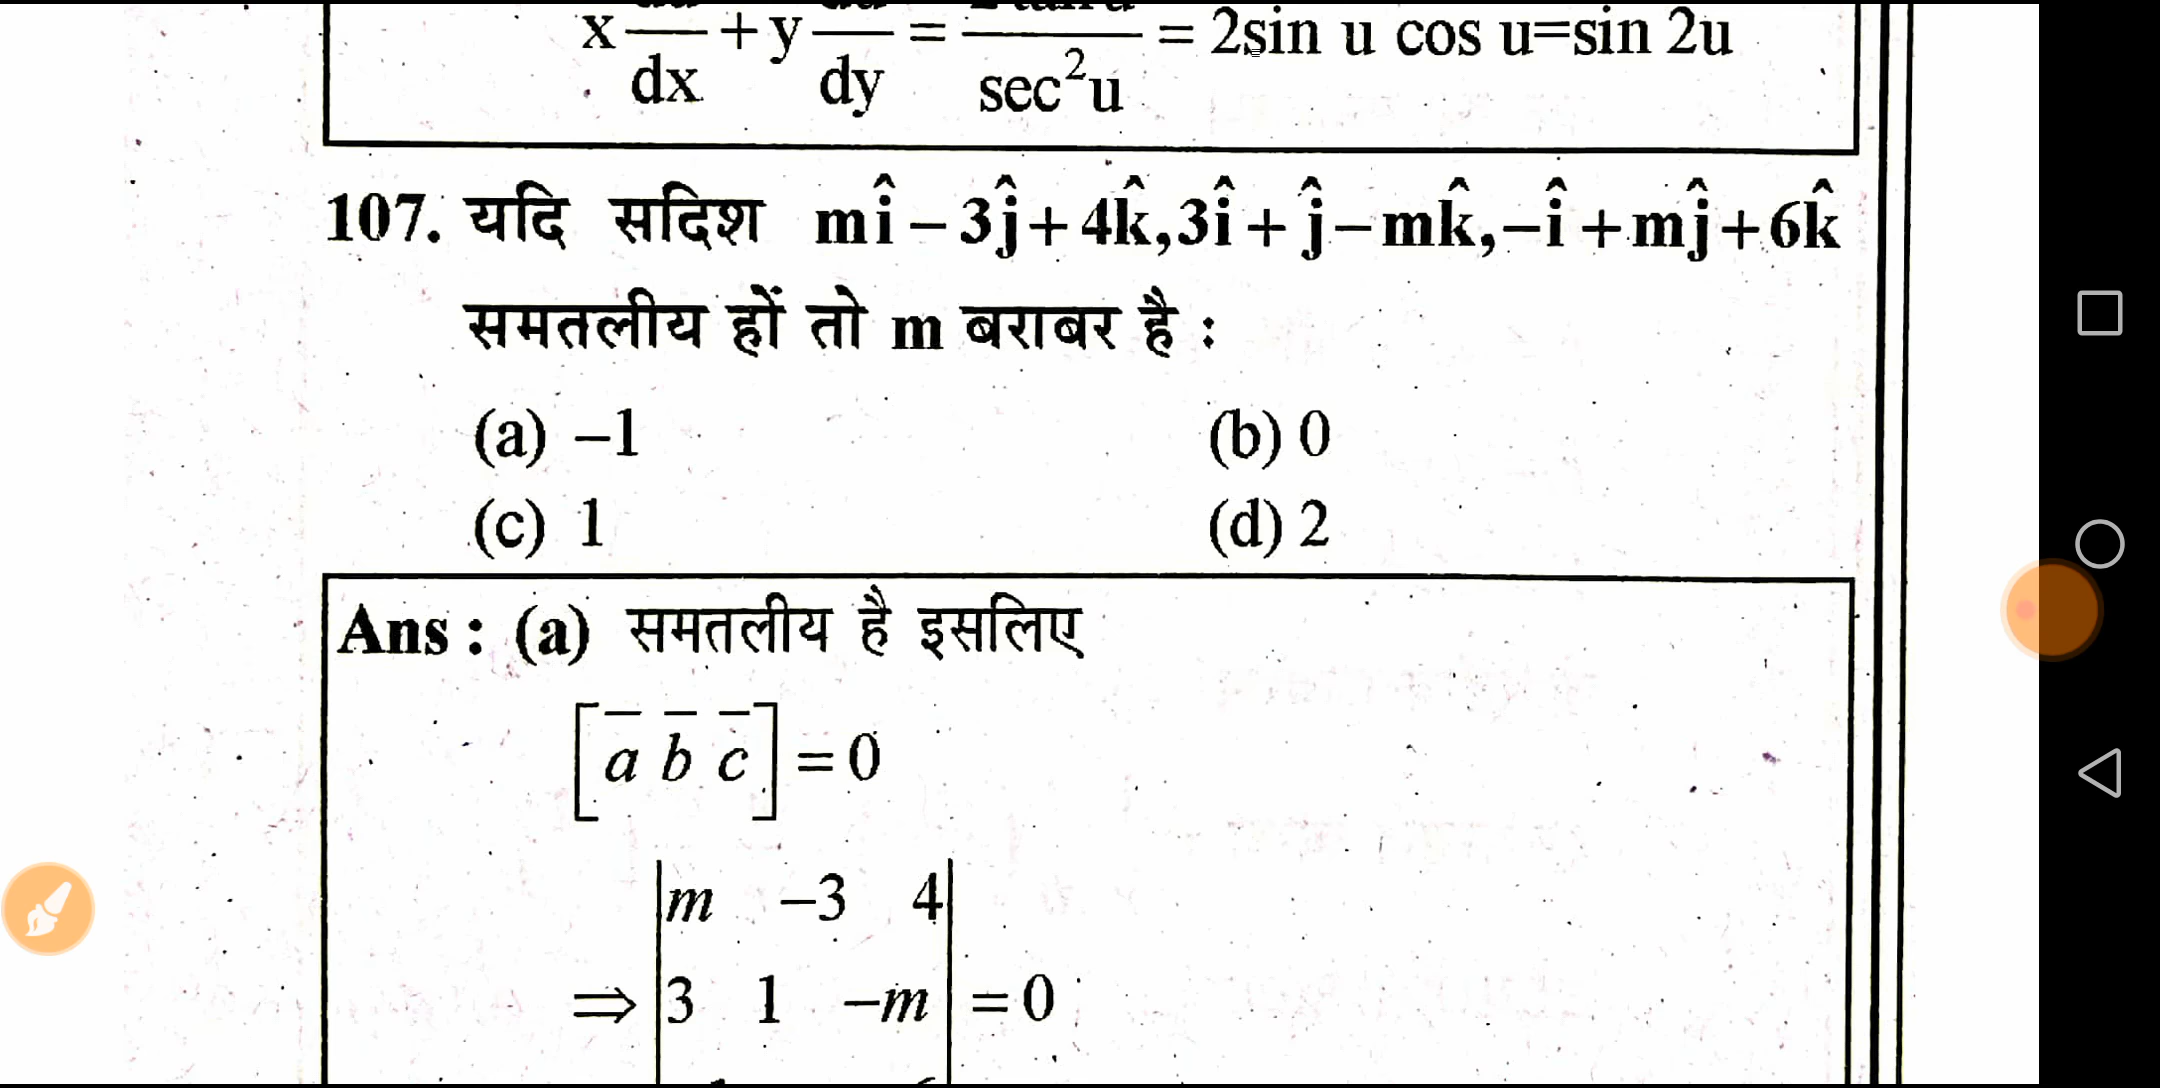 x dx + y dy = sec²u = 2sin u cos u=sin 2u
107. यदि सदिश mî – 3ĵ + 4k̂, 3î + ĵ – mk̂, –î + mĵ + 6k̂
समतलीय हों तो m बराबर है :
(a) –1 (b) 0
(c) 1 (d) 2
Ans : (a) समतलीय है इसलिए
[a̅ b̅ c̅] = 0
|m –3 4|
⇒ |3 1 –m| = 0